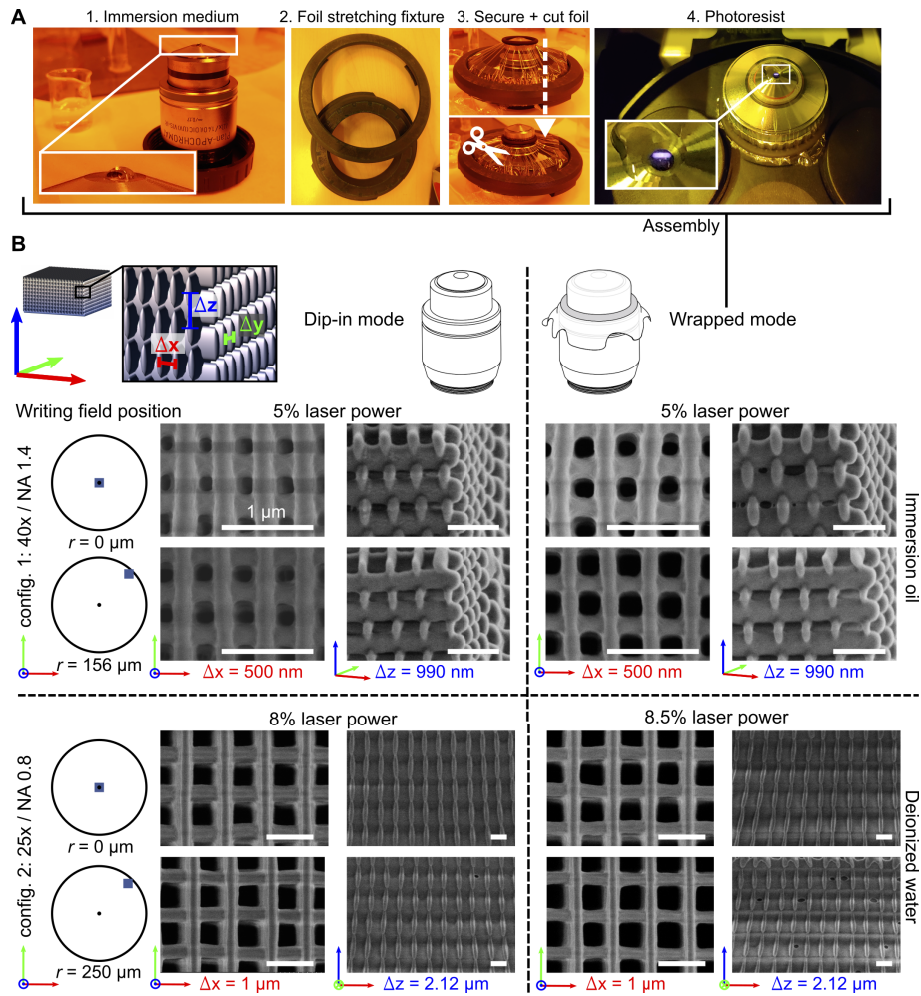 A
1. Immersion medium
2. Foil stretching fixture
3. Secure + cut foil
4. Photoresist
Assembly
B
Δz
Δy
Δx
Dip-in mode
Wrapped mode
Writing field position
5% laser power
5% laser power
config. 1: 40x / NA 1.4
1 µm
r = 0 µm
r = 156 µm
Δx = 500 nm
Δz = 990 nm
Δx = 500 nm
Δz = 990 nm
Immersion oil
8% laser power
8.5% laser power
config. 2: 25x / NA 0.8
r = 0 µm
r = 250 µm
Δx = 1 µm
Δz = 2.12 µm
Δx = 1 µm
Δz = 2.12 µm
Deionized water